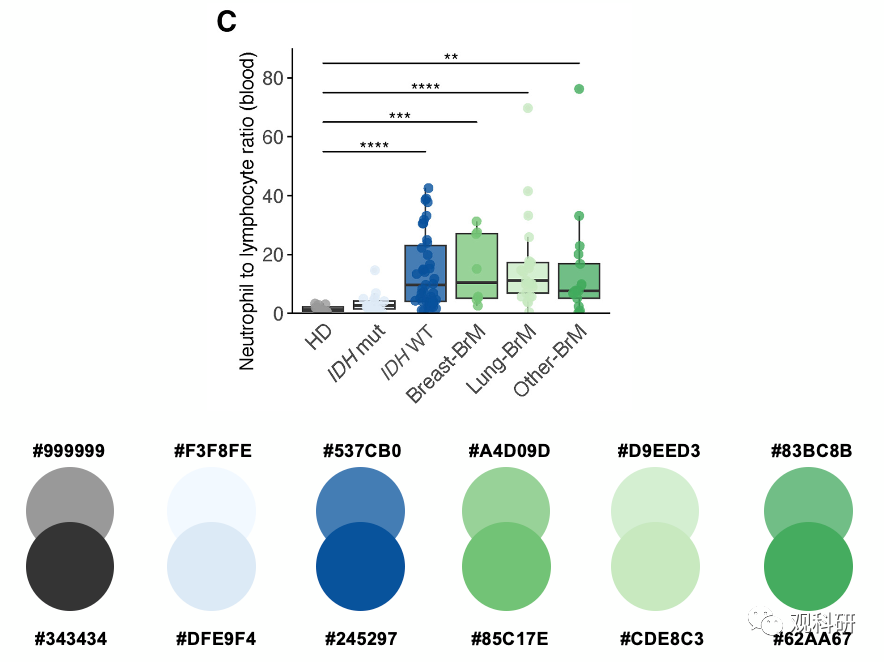 C
Neutrophil to lymphocyte ratio (blood)
80
60
40
20
0
**
****
***
****
HD
IDH mut
IDH WT
Breast-BrM
Lung-BrM
Other-BrM
#999999 #F3F8FE #537CB0 #A4D09D #D9EED3 #83BC8B
#343434 #DFE9F4 #245297 #85C17E #CDE8C3 #62AA67
观科研